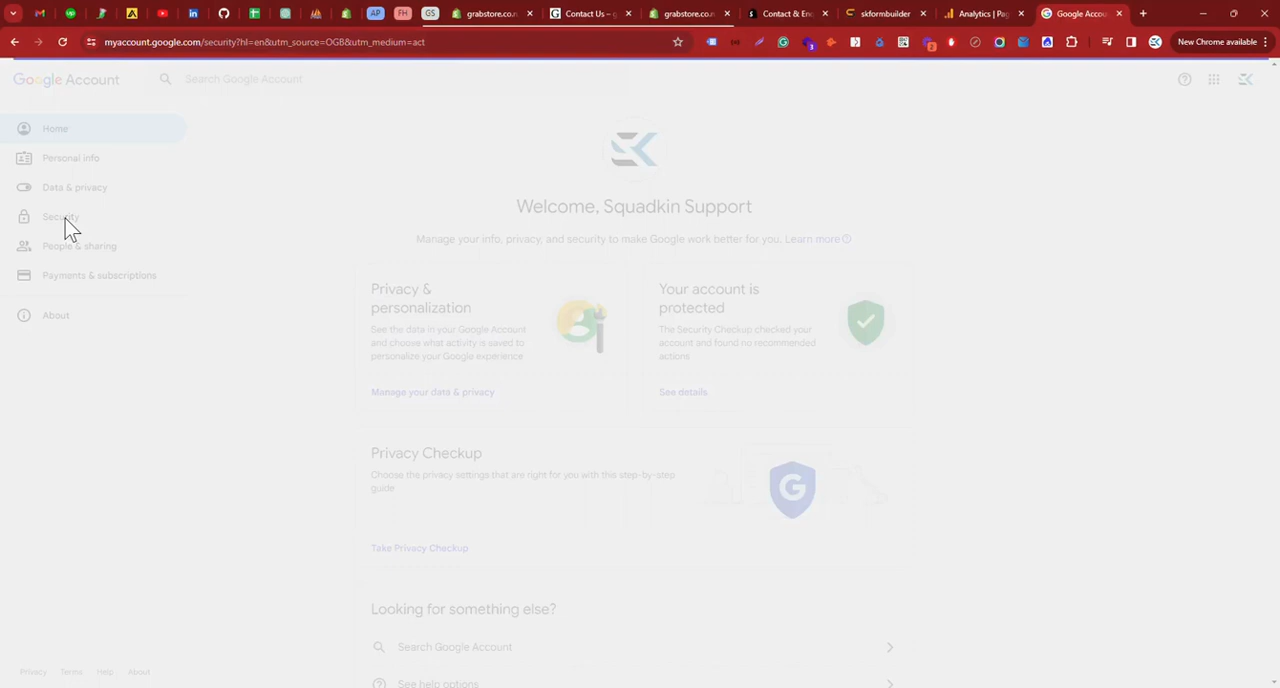 AP
FH
GS
grabstore.co.n
Contact Us – g
grabstore.co.n
Contact & Enq
skformbuilder
Analytics | Pag
Google Accou
myaccount.google.com/security?hl=en&utm_source=OGB&utm_medium=act
New Chrome available
Google Account
Search Google Account
Home
Personal info
Data & privacy
Security
People & sharing
Payments & subscriptions
About
Welcome, Squadkin Support
Manage your info, privacy, and security to make Google work better for you. Learn more
Privacy &
personalization
See the data in your Google Account
and choose what activity is saved to
personalize your Google experience
Manage your data & privacy
Your account is
protected
The Security Checkup checked your
account and found no recommended
actions
See details
Privacy Checkup
Choose the privacy settings that are right for you with this step-by-step
guide
Take Privacy Checkup
Looking for something else?
Search Google Account
See help options
Privacy Terms Help About